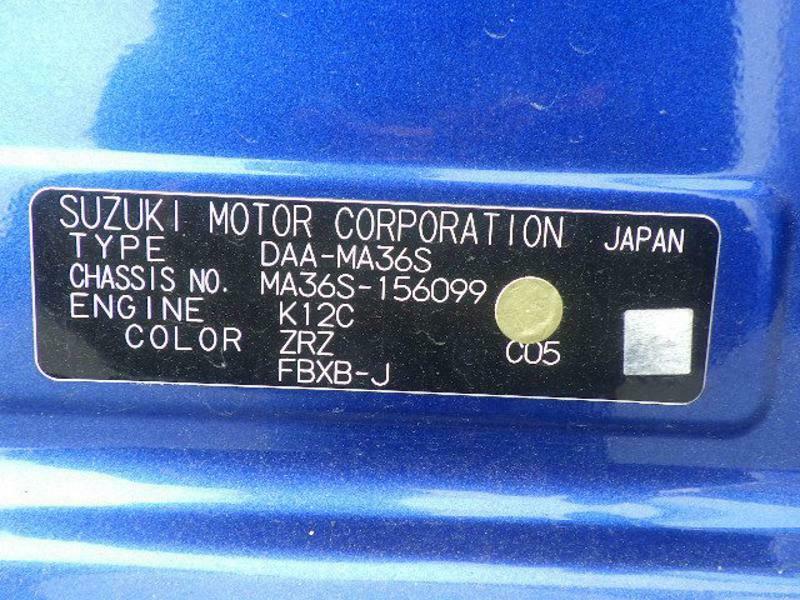 SUZUKI MOTOR CORPORATION JAPAN
TYPE DAA-MA36S
CHASSIS NO. MA36S-156099
ENGINE K12C
COLOR ZRZ C05
FBXB-J